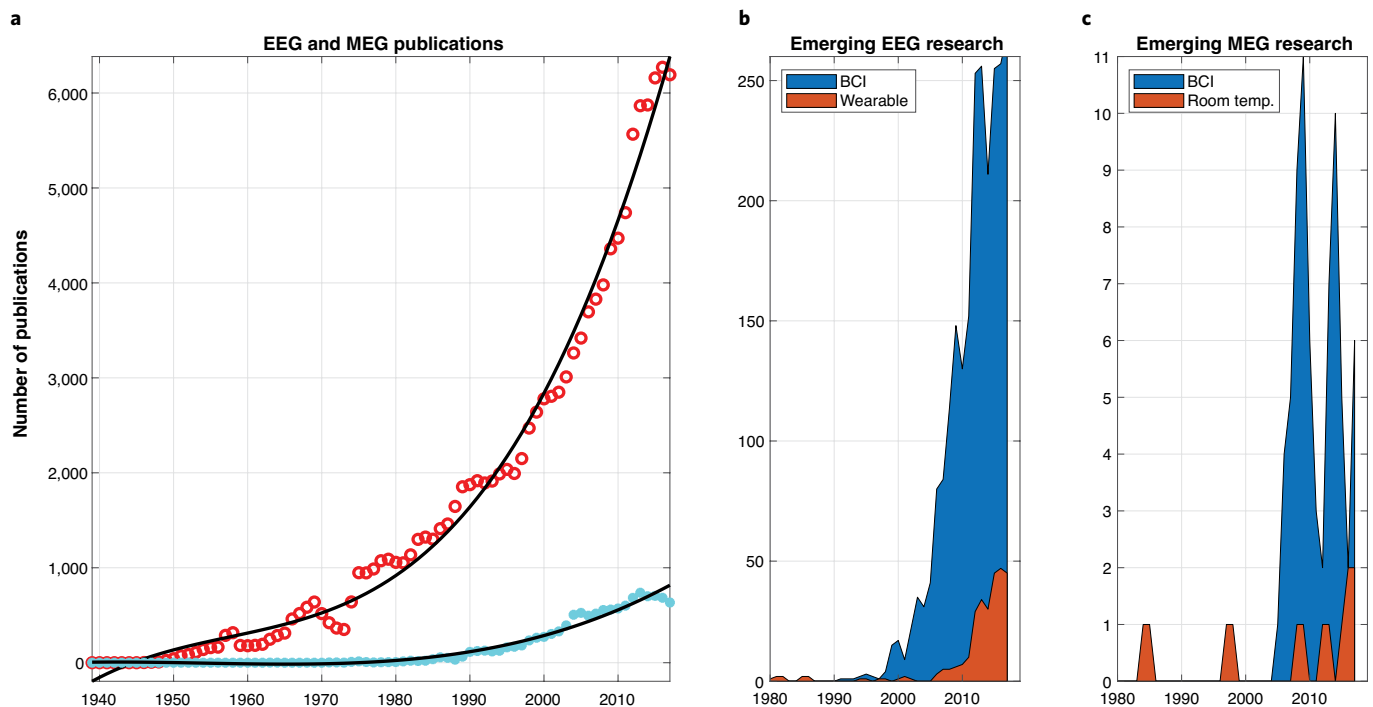 a
EEG and MEG publications
Number of publications
6,000
5,000
4,000
3,000
2,000
1,000
0
1940 1950 1960 1970 1980 1990 2000 2010
b
Emerging EEG research
BCI
Wearable
250
200
150
100
50
0
1980 1990 2000 2010
c
Emerging MEG research
BCI
Room temp.
11
10
9
8
7
6
5
4
3
2
1
0
1980 1990 2000 2010